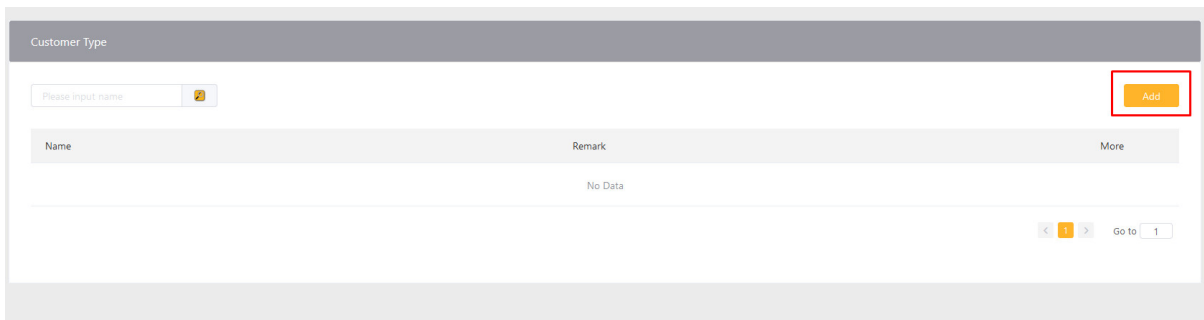 Customer Type
Please input name
Add
Name Remark More
No Data
< 1 > Go to 1